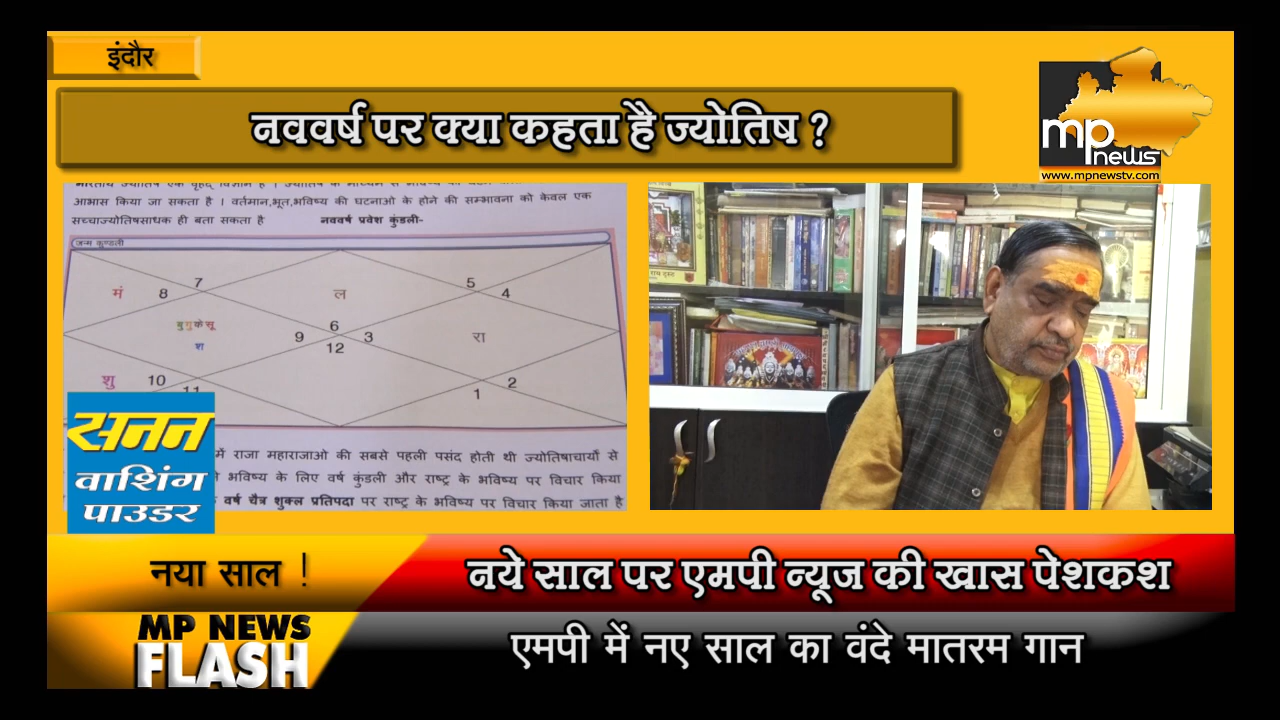 इंदौर
नववर्ष पर क्या कहता है ज्योतिष ?
mp
news
www.mpnewstv.com
आभास किया जा सकता है । वर्तमान,भूत,भविष्य की घटनाओ के होने की सम्भावना को केवल एक
सच्चाज्योतिषसाधक ही बता सकता है नववर्ष प्रवेश कुंडली-
जन्म कुण्डली
7
5
मं
8
ल
4
बुगुकेसू
6
9
3
रा
श
12
शु
10
2
11
1
सनन
वाशिंग
पाउडर
में राजा महाराजाओ की सबसे पहली पसंद होती थी ज्योतिषाचार्यो से
भविष्य के लिए वर्ष कुंडली और राष्ट्र के भविष्य पर विचार किया
वर्ष चैत्र शुक्ल प्रतिपदा पर राष्ट्र के भविष्य पर विचार किया जाता है
नया साल !
नये साल पर एमपी न्यूज की खास पेशकश
MP NEWS
FLASH
एमपी में नए साल का वंदे मातरम गान